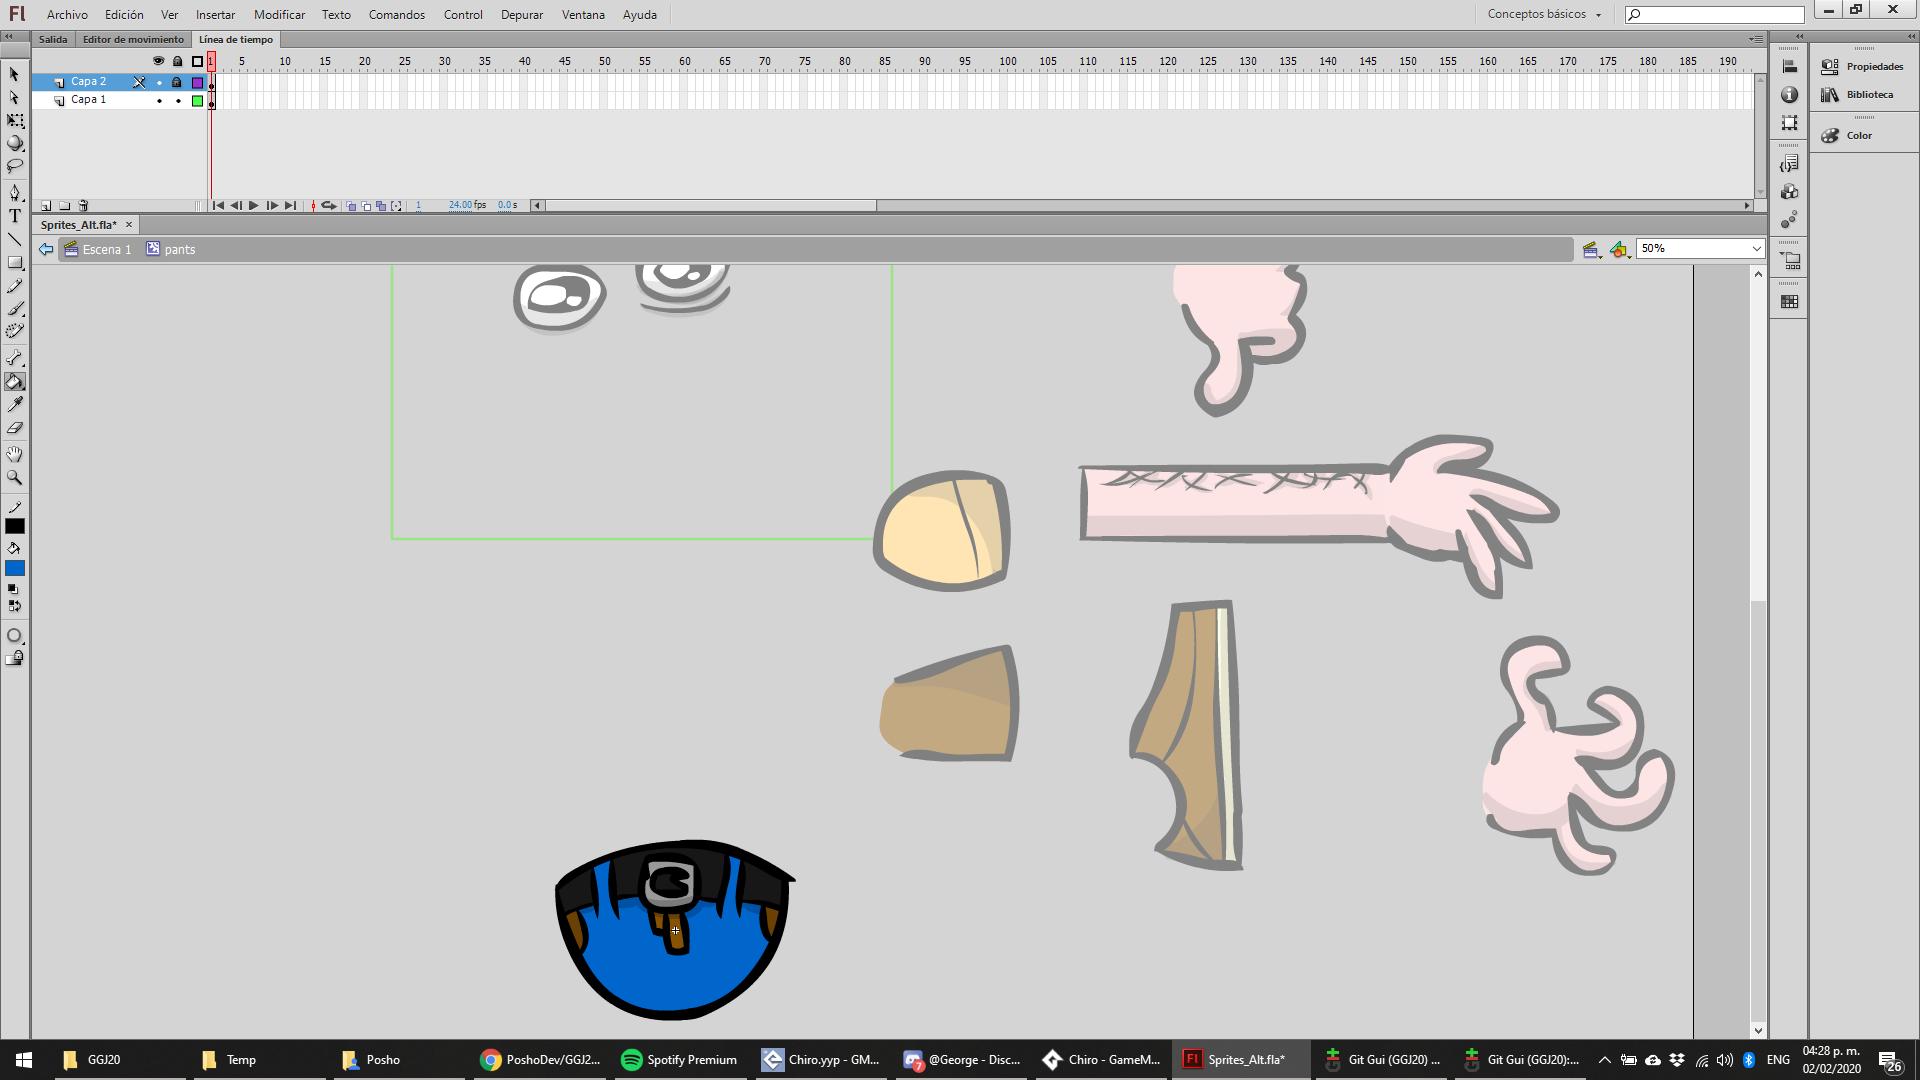 Fl Archivo Edición Ver Insertar Modificar Texto Comandos Control Depurar Ventana Ayuda Conceptos básicos
Salida Editor de movimiento Línea de tiempo
1 5 10 15 20 25 30 35 40 45 50 55 60 65 70 75 80 85 90 95 100 105 110 115 120 125 130 135 140 145 150 155 160 165 170 175 180 185 190
Capa 2
Capa 1
Propiedades
Biblioteca
Color
1 24.00 fps 0.0 s
Sprites_Alt.fla*
Escena 1 pants 50%
GGJ20 Temp Posho PoshoDev/GGJ2... Spotify Premium Chiro.yyp - GM... @George - Disc... Chiro - GameM... Sprites_Alt.fla* Git Gui (GGJ20) ... Git Gui (GGJ20):... ENG 04:28 p. m.
02/02/2020
7
26